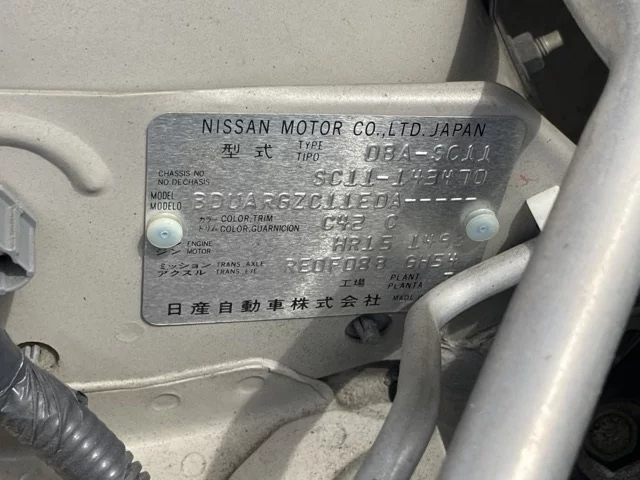 NISSAN MOTOR CO.,LTD. JAPAN
型式 TYPE TIPO DBA-SC11
CHASSIS NO. NO. DECHASIS SC11-143470
MODEL MODELO BDUARGZC11EDA-----
カラー トリム COLOR,TRIM COLOR,GUARNICION C42 C
エンジン ENGINE MOTOR HR15 149
ミッション アクスル TRANS. AXLE TRANS. EJE RE0F08B GH54
工場 PLANT PLANTA
日産自動車株式会社 MADE